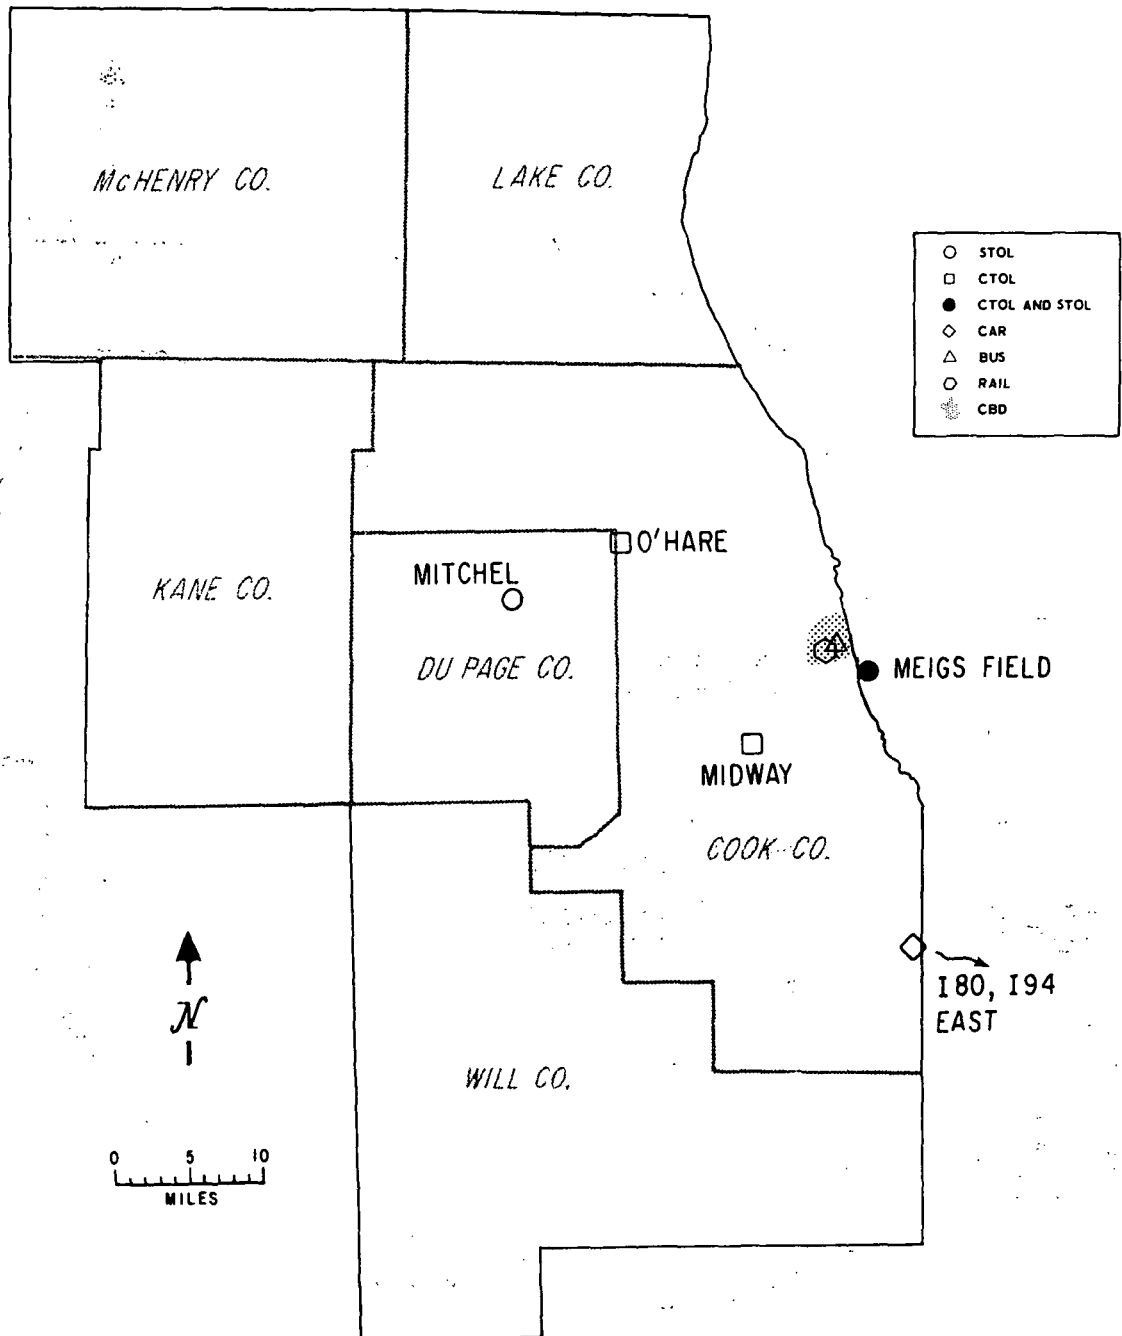 McHENRY CO.
LAKE CO.
STOL
CTOL
CTOL AND STOL
CAR
BUS
RAIL
CBD
O'HARE
MITCHEL
KANE CO.
DU PAGE CO.
MEIGS FIELD
MIDWAY
COOK CO.
I80, I94
EAST
N
WILL CO.
0 5 10
MILES